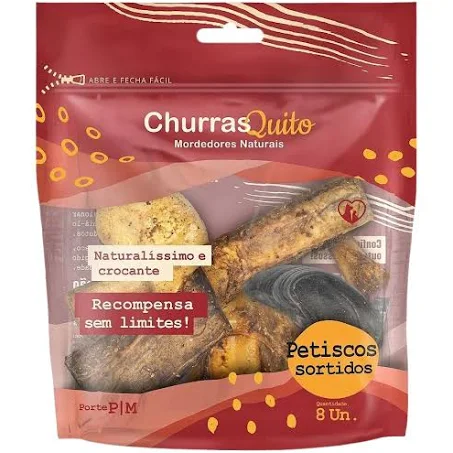 ABRE E FECHA FÁCIL
ChurrasQuito
Mordedores Naturais
Naturalíssimo e
crocante
Recompensa
sem limites!
Petiscos
sortidos
Quantidade:
8 Un.
Porte P|M